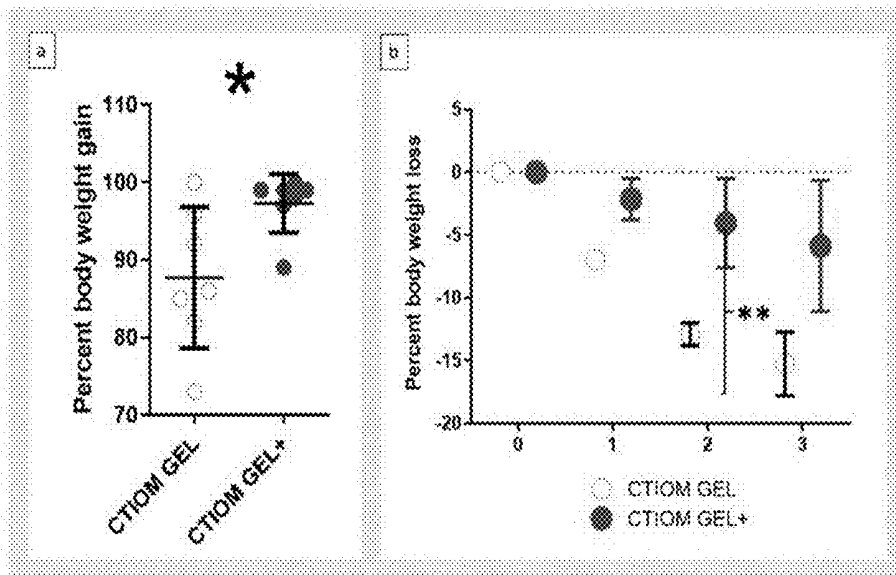 a
*
Percent body weight gain
110
100
90
80
70
CTIOM GEL
CTIOM GEL+
b
Percent body weight loss
5
0
-5
-10
-15
-20
**
0
1
2
3
CTIOM GEL
CTIOM GEL+